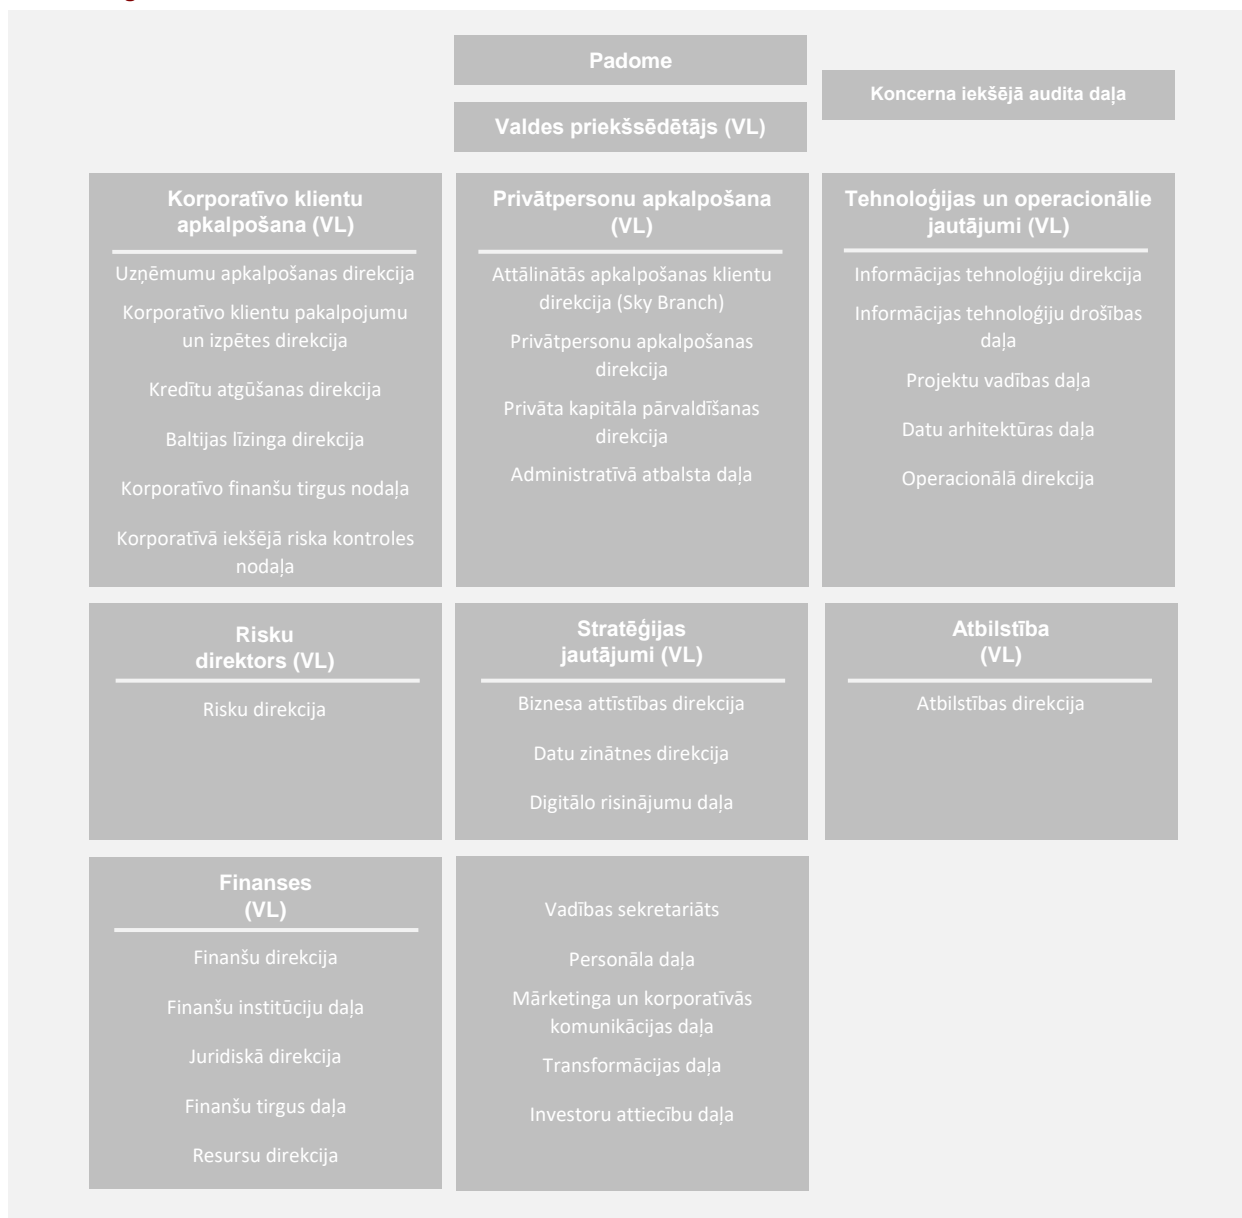 Padome
Koncerna iekšējā audita daļa
Valdes priekšsēdētājs (VL)
Korporatīvo klientu
apkalpošana (VL)
Uzņēmumu apkalpošanas direkcija
Korporatīvo klientu pakalpojumu
un izpētes direkcija
Kredītu atgūšanas direkcija
Baltijas līzinga direkcija
Korporatīvo finanšu tirgus nodaļa
Korporatīvā iekšējā riska kontroles
nodaļa
Privātpersonu apkalpošana
(VL)
Attālinātās apkalpošanas klientu
direkcija (Sky Branch)
Privātpersonu apkalpošanas
direkcija
Privāta kapitāla pārvaldīšanas
direkcija
Administratīvā atbalsta daļa
Tehnoloģijas un operacionālie
jautājumi (VL)
Informācijas tehnoloģiju direkcija
Informācijas tehnoloģiju drošības
daļa
Projektu vadības daļa
Datu arhitektūras daļa
Operacionālā direkcija
Risku
direktors (VL)
Risku direkcija
Stratēģijas
jautājumi (VL)
Biznesa attīstības direkcija
Datu zinātnes direkcija
Digitālo risinājumu daļa
Atbilstība
(VL)
Atbilstības direkcija
Finanses
(VL)
Finanšu direkcija
Finanšu institūciju daļa
Juridiskā direkcija
Finanšu tirgus daļa
Resursu direkcija
Vadības sekretariāts
Personāla daļa
Mārketinga un korporatīvās
komunikācijas daļa
Transformācijas daļa
Investoru attiecību daļa